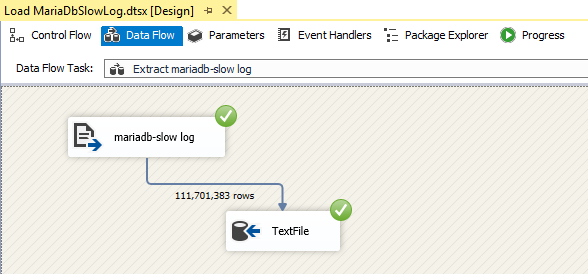 Load MariaDbSlowLog.dtsx [Design]
Control Flow Data Flow Parameters Event Handlers Package Explorer Progress
Data Flow Task: Extract mariadb-slow log
mariadb-slow log
111,701,383 rows
TextFile